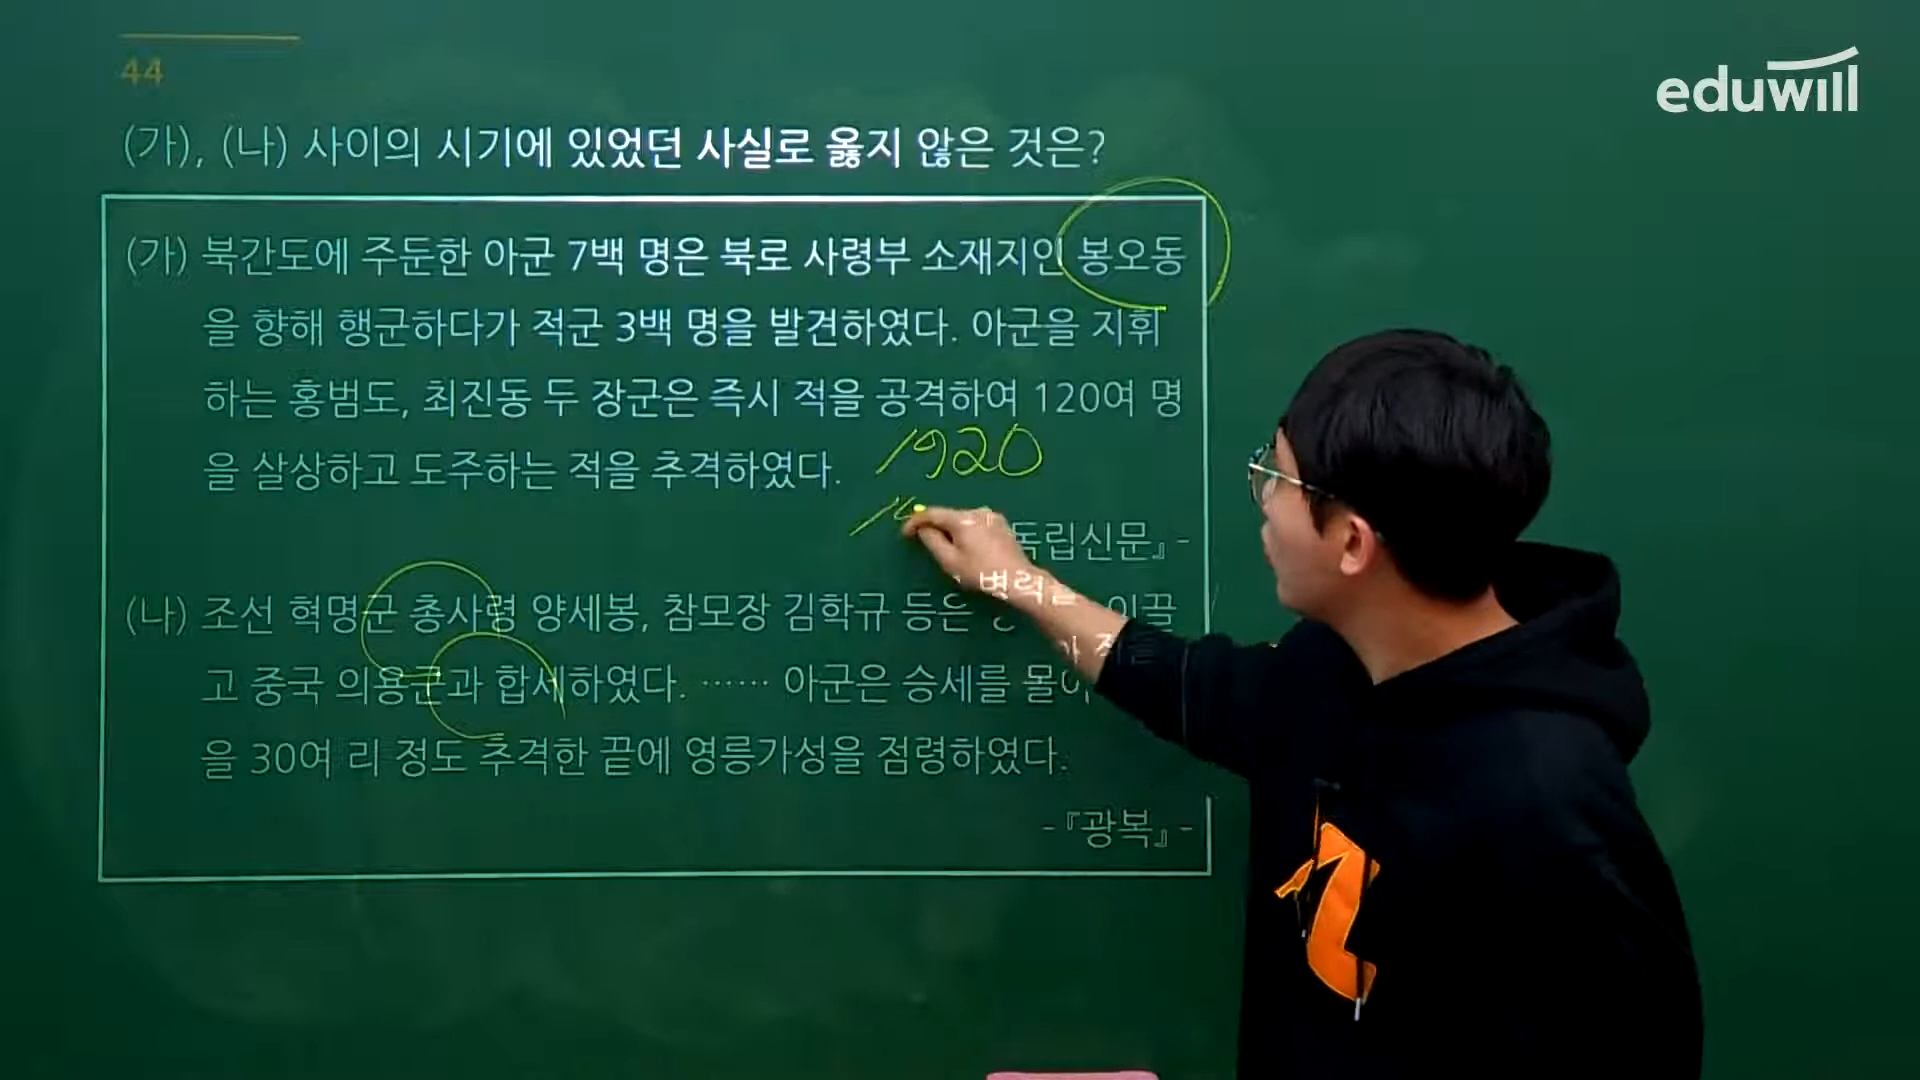 44
eduwill
(가), (나) 사이의 시기에 있었던 사실로 옳지 않은 것은?
(가) 북간도에 주둔한 아군 7백 명은 북로 사령부 소재지인 봉오동
을 향해 행군하다가 적군 3백 명을 발견하였다. 아군을 지휘
하는 홍범도, 최진동 두 장군은 즉시 적을 공격하여 120여 명
을 살상하고 도주하는 적을 추격하였다.
1920
독립신문』-
(나) 조선 혁명군 총사령 양세봉, 참모장 김학규 등은 병력을 이끌
고 중국 의용군과 합세하였다. …… 아군은 승세를 몰아
을 30여 리 정도 추격한 끝에 영릉가성을 점령하였다.
-『광복』-